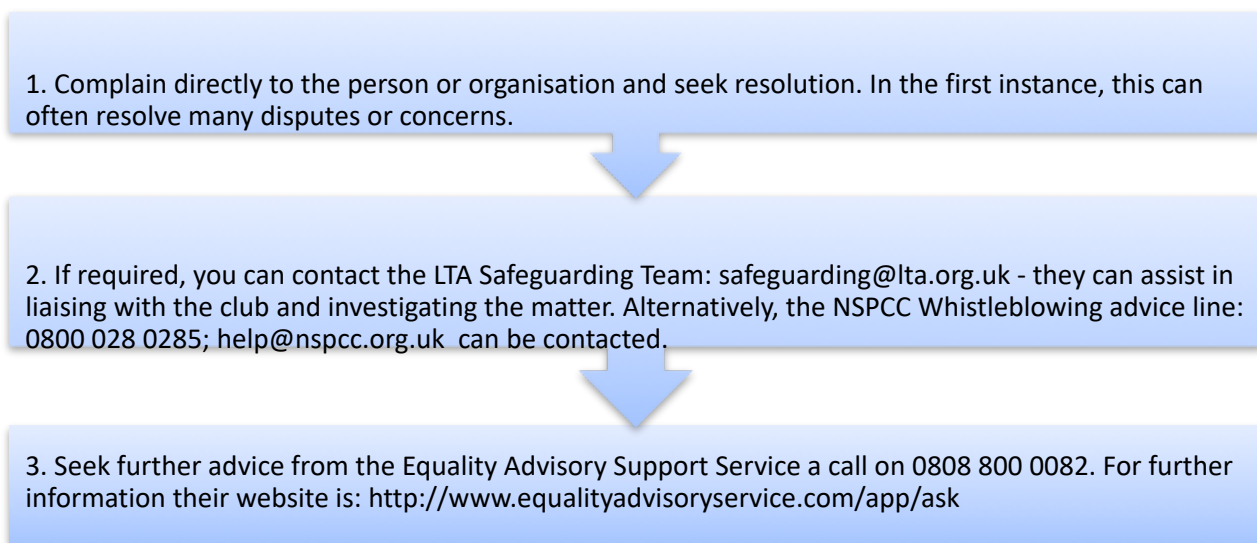 1. Complain directly to the person or organisation and seek resolution. In the first instance, this can
often resolve many disputes or concerns.
2. If required, you can contact the LTA Safeguarding Team: safeguarding@lta.org.uk - they can assist in
liaising with the club and investigating the matter. Alternatively, the NSPCC Whistleblowing advice line:
0800 028 0285; help@nspcc.org.uk  can be contacted.
3. Seek further advice from the Equality Advisory Support Service a call on 0808 800 0082. For further
information their website is: http://www.equalityadvisoryservice.com/app/ask